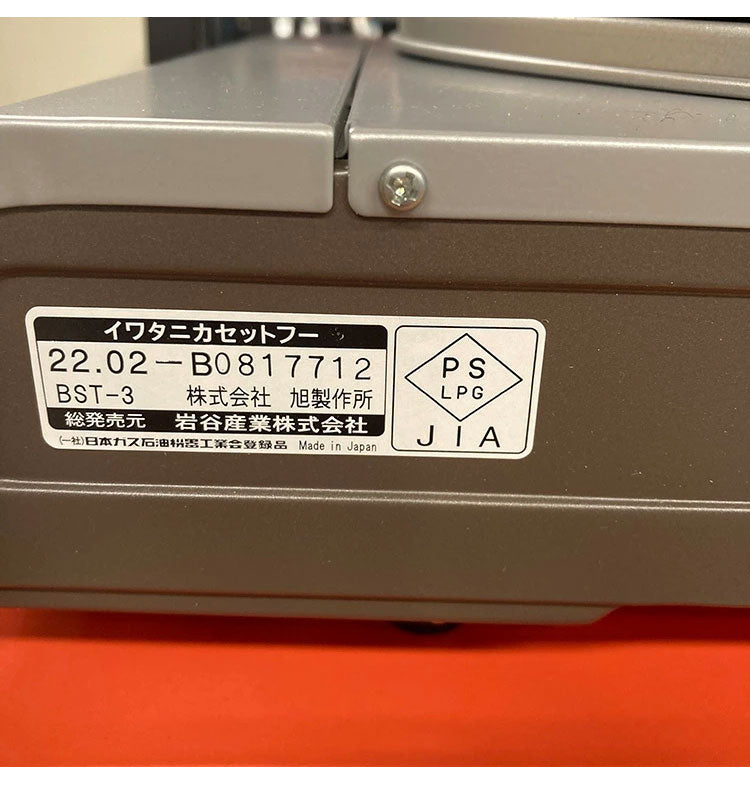 イワタニカセットフー
22.02-B0817712
BST-3 株式会社 旭製作所
総発売元 岩谷産業株式会社
(一社)日本ガス石油機器工業会登録品 Made in Japan
PS
LPG
JIA